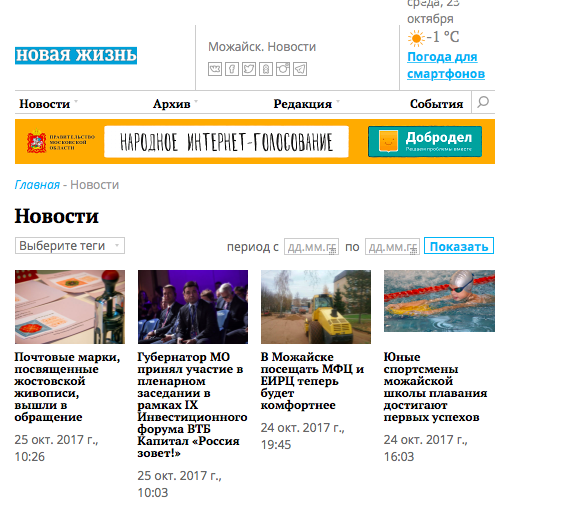 среда, 25
октября
-1 °C
Погода для
смартфонов
новая жизнь
Можайск. Новости
Новости
Архив
Редакция
События
ПРАВИТЕЛЬСТВО
МОСКОВСКОЙ
ОБЛАСТИ
НАРОДНОЕ ИНТЕРНЕТ-ГОЛОСОВАНИЕ
Добродел
Решаем проблемы вместе
Главная - Новости
Новости
Выберите теги
период с дд.мм.гг по дд.мм.гг Показать
Почтовые марки,
посвященные
жостовской
живописи,
вышли в
обращение
25 окт. 2017 г.,
10:26
Губернатор МО
принял участие в
пленарном
заседании в
рамках IX
Инвестиционного
форума ВТБ
Капитал «Россия
зовет!»
25 окт. 2017 г.,
10:03
В Можайске
посещать МФЦ и
ЕИРЦ теперь
будет
комфортнее
24 окт. 2017 г.,
19:45
Юные
спортсмены
можайской
школы плавания
достигают
первых успехов
24 окт. 2017 г.,
16:03